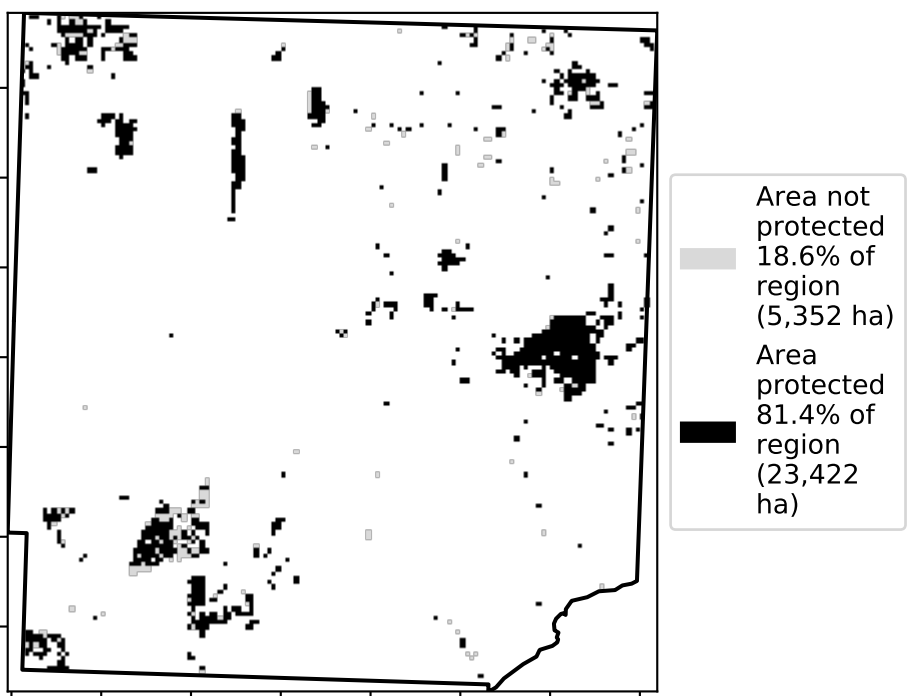 Area not
protected
18.6% of
region
(5,352 ha)
Area
protected
81.4% of
region
(23,422
ha)